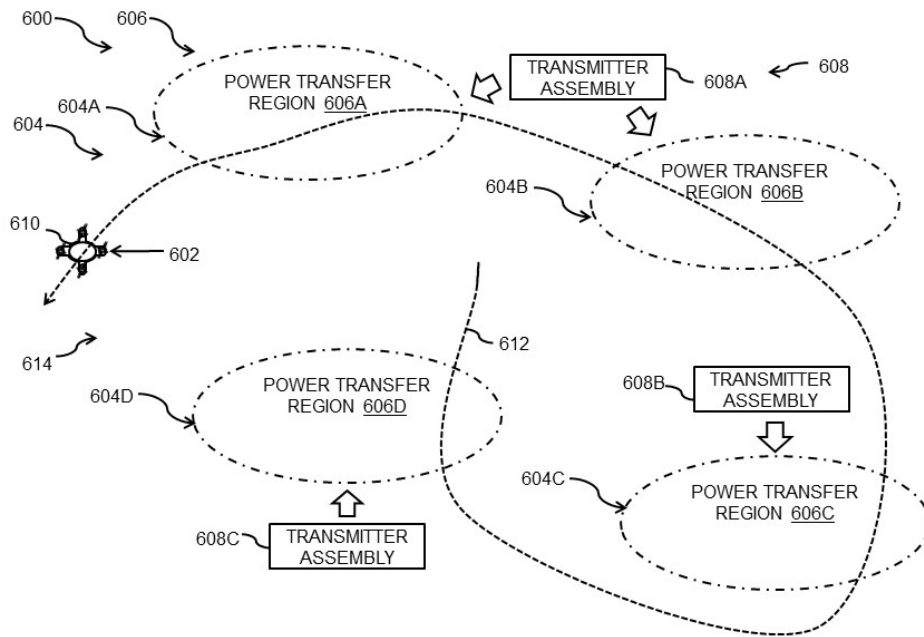 600
606
POWER TRANSFER
REGION 606A
TRANSMITTER
ASSEMBLY
608A
608
604A
604
POWER TRANSFER
REGION 606B
604B
610
602
614
612
POWER TRANSFER
REGION 606D
604D
608B
TRANSMITTER
ASSEMBLY
604C
POWER TRANSFER
REGION 606C
608C
TRANSMITTER
ASSEMBLY